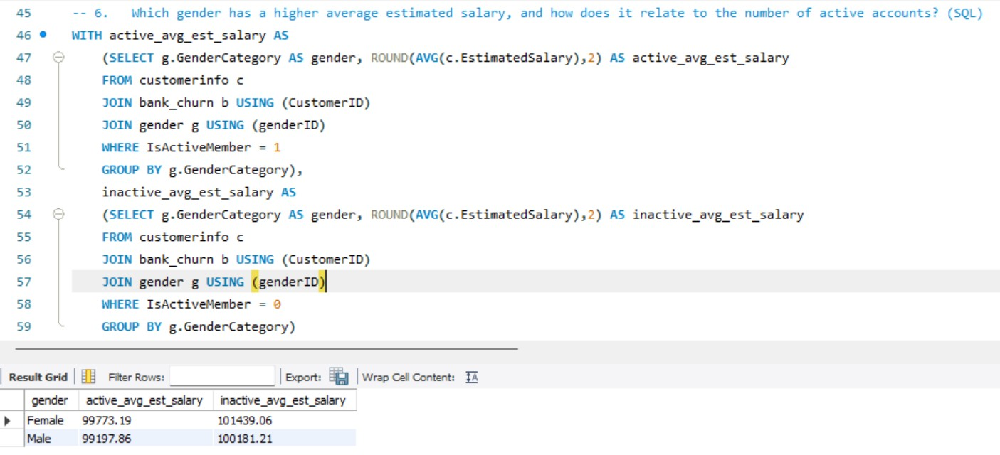 45 -- 6. Which gender has a higher average estimated salary, and how does it relate to the number of active accounts? (SQL)
46 WITH active_avg_est_salary AS
47 (SELECT g.GenderCategory AS gender, ROUND(AVG(c.EstimatedSalary),2) AS active_avg_est_salary
48 FROM customerinfo c
49 JOIN bank_churn b USING (CustomerID)
50 JOIN gender g USING (genderID)
51 WHERE IsActiveMember = 1
52 GROUP BY g.GenderCategory),
53 inactive_avg_est_salary AS
54 (SELECT g.GenderCategory AS gender, ROUND(AVG(c.EstimatedSalary),2) AS inactive_avg_est_salary
55 FROM customerinfo c
56 JOIN bank_churn b USING (CustomerID)
57 JOIN gender g USING (genderID)
58 WHERE IsActiveMember = 0
59 GROUP BY g.GenderCategory)
Result Grid Filter Rows: Export: Wrap Cell Content: IA
gender active_avg_est_salary inactive_avg_est_salary
Female 99773.19 101439.06
Male 99197.86 100181.21